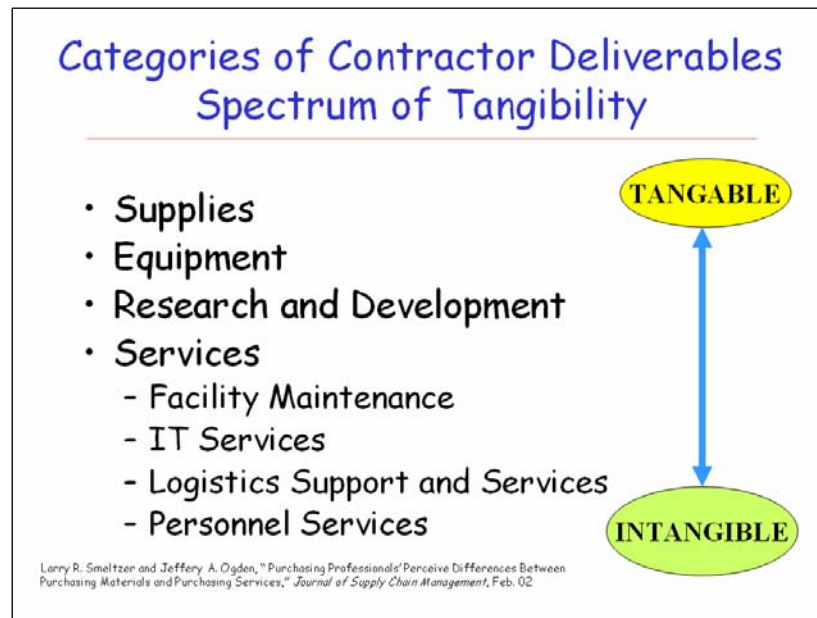 Categories of Contractor Deliverables
Spectrum of Tangibility
TANGABLE
• Supplies
• Equipment
• Research and Development
• Services
– Facility Maintenance
– IT Services
– Logistics Support and Services
– Personnel Services
INTANGIBLE
Larry R. Smeltzer and Jeffery A. Ogden, “Purchasing Professionals’ Perceive Differences Between
Purchasing Materials and Purchasing Services,” Journal of Supply Chain Management, Feb. 02